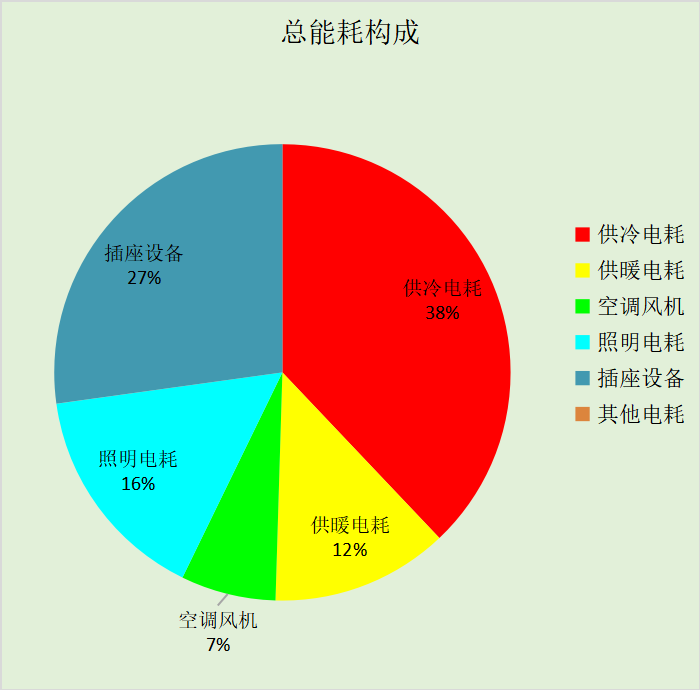 总能耗构成
插座设备
27%
供冷电耗
38%
照明电耗
16%
供暖电耗
12%
空调风机
7%
供冷电耗
供暖电耗
空调风机
照明电耗
插座设备
其他电耗